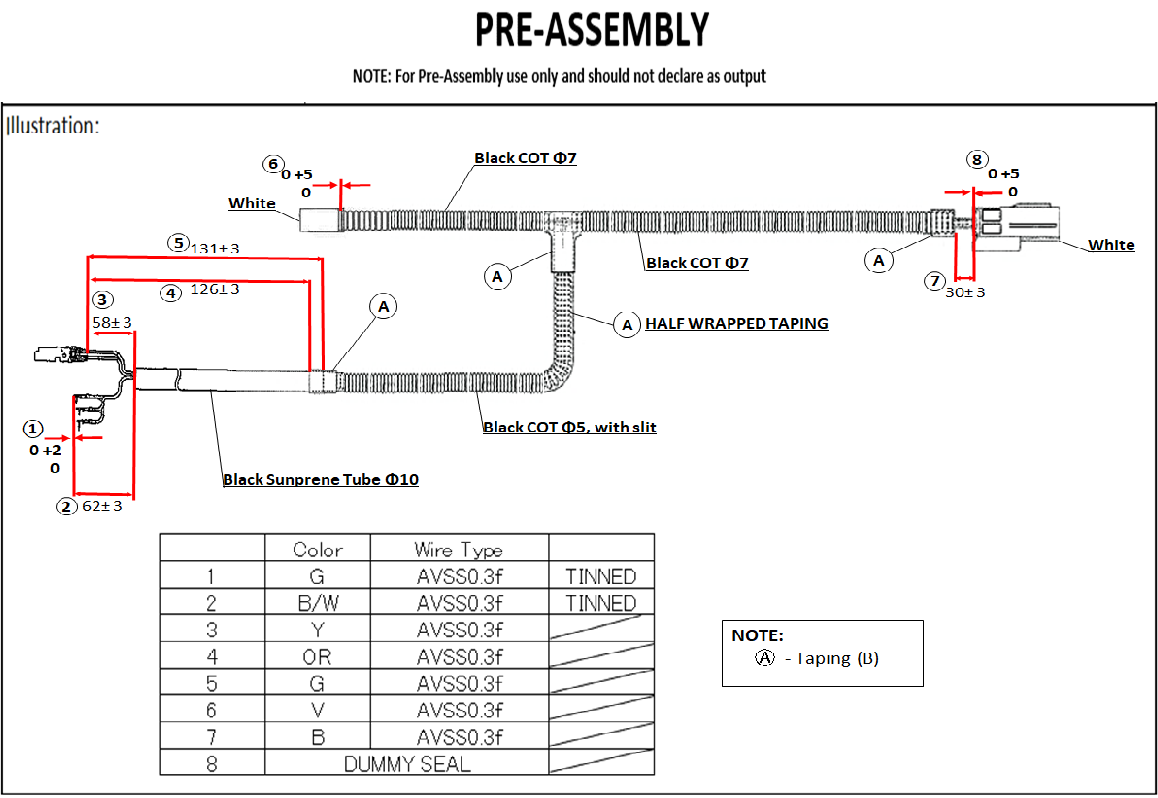 PRE-ASSEMBLY
NOTE: For Pre-Assembly use only and should not declare as output
Illustration:
Black COT Φ7
6
0 +5
0
8
0 +5
0
White
5
131±3
A
A
Black COT Φ7
White
4
126±3
7
30±3
3
58±3
A
A
HALF WRAPPED TAPING
1
0 +2
0
Black COT Φ5, with slit
Black Sunprene Tube Φ10
2
62±3
Color Wire Type
1 G AVSS0.3f TINNED
2 B/W AVSS0.3f TINNED
3 Y AVSS0.3f
4 OR AVSS0.3f
5 G AVSS0.3f
6 V AVSS0.3f
7 B AVSS0.3f
8 DUMMY SEAL
NOTE:
A - Taping (B)